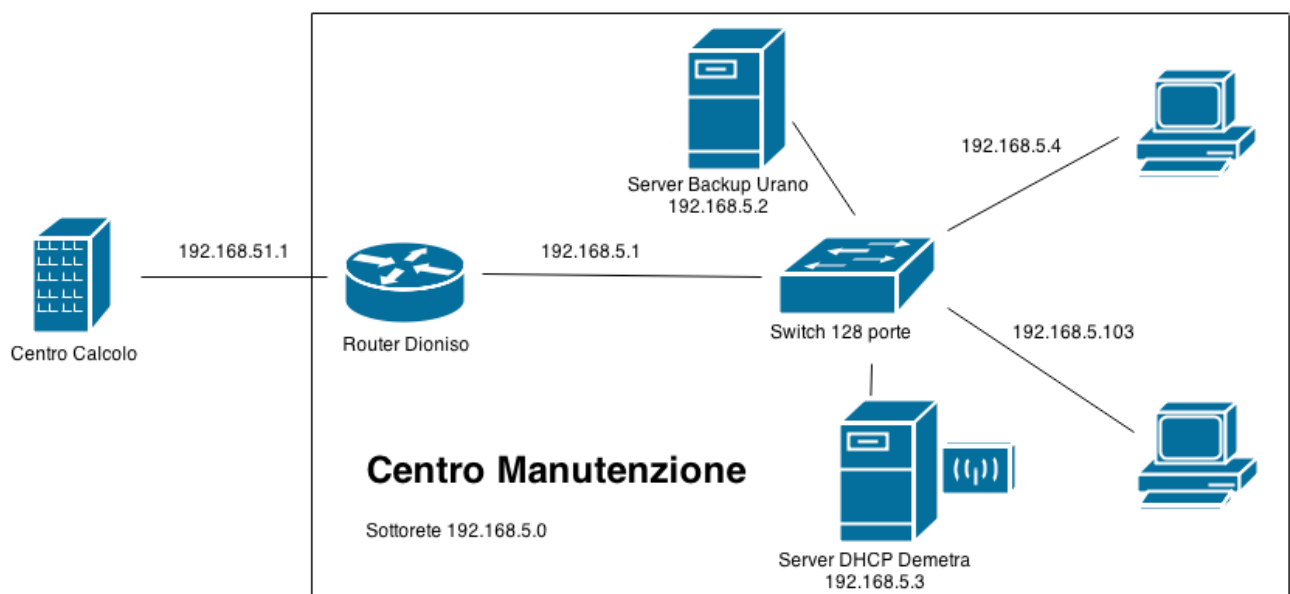 Server Backup Urano
192.168.5.2
192.168.5.4
192.168.51.1
192.168.5.1
Centro Calcolo
Router Dioniso
Switch 128 porte
192.168.5.103
Centro Manutenzione
Sottorete 192.168.5.0
Server DHCP Demetra
192.168.5.3